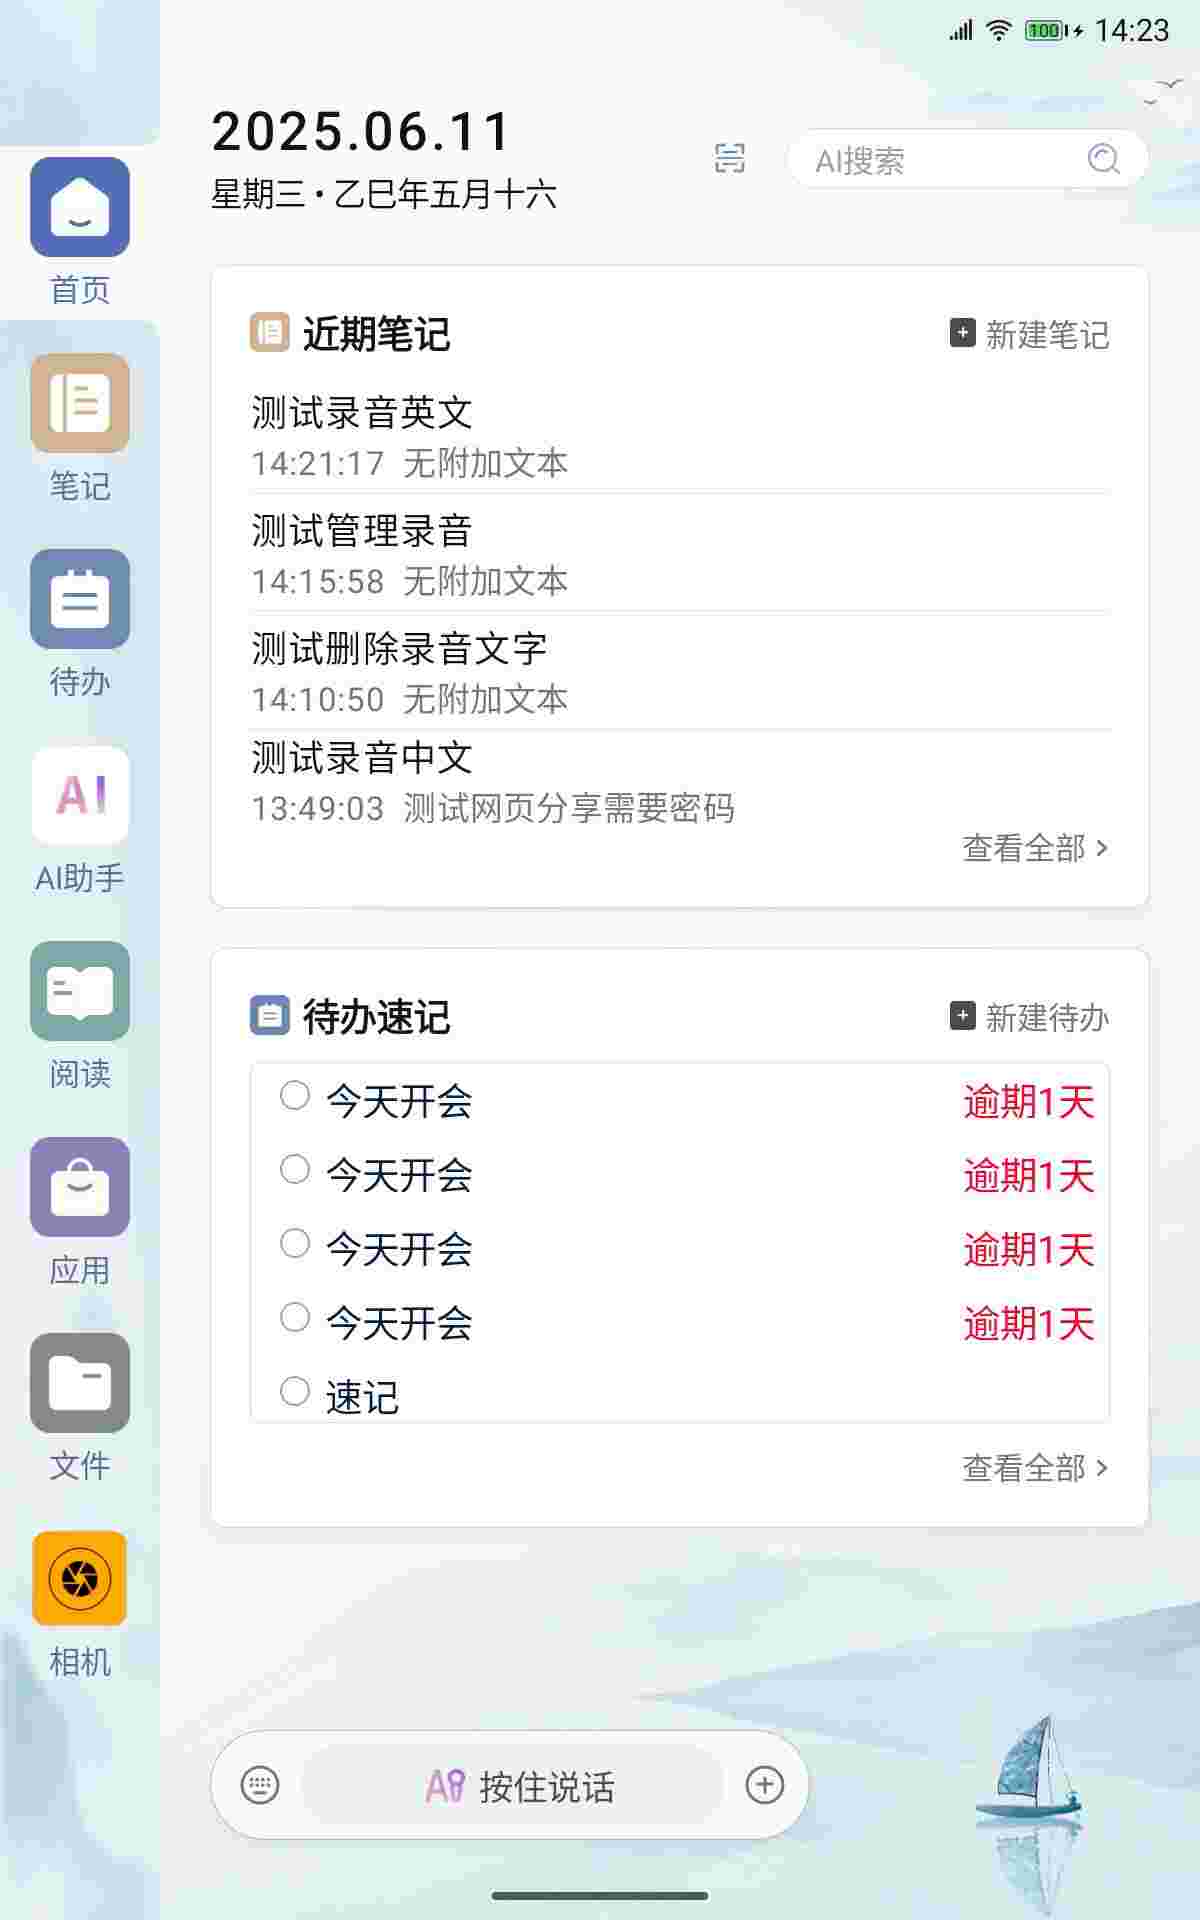 100 14:23
2025.06.11
星期三·乙巳年五月十六
AI搜索
首页
笔记
待办
AI
AI助手
阅读
应用
文件
相机
近期笔记
新建笔记
测试录音英文
14:21:17 无附加文本
测试管理录音
14:15:58 无附加文本
测试删除录音文字
14:10:50 无附加文本
测试录音中文
13:49:03 测试网页分享需要密码
查看全部 >
待办速记
新建待办
今天开会 逾期1天
今天开会 逾期1天
今天开会 逾期1天
今天开会 逾期1天
速记
查看全部 >
按住说话